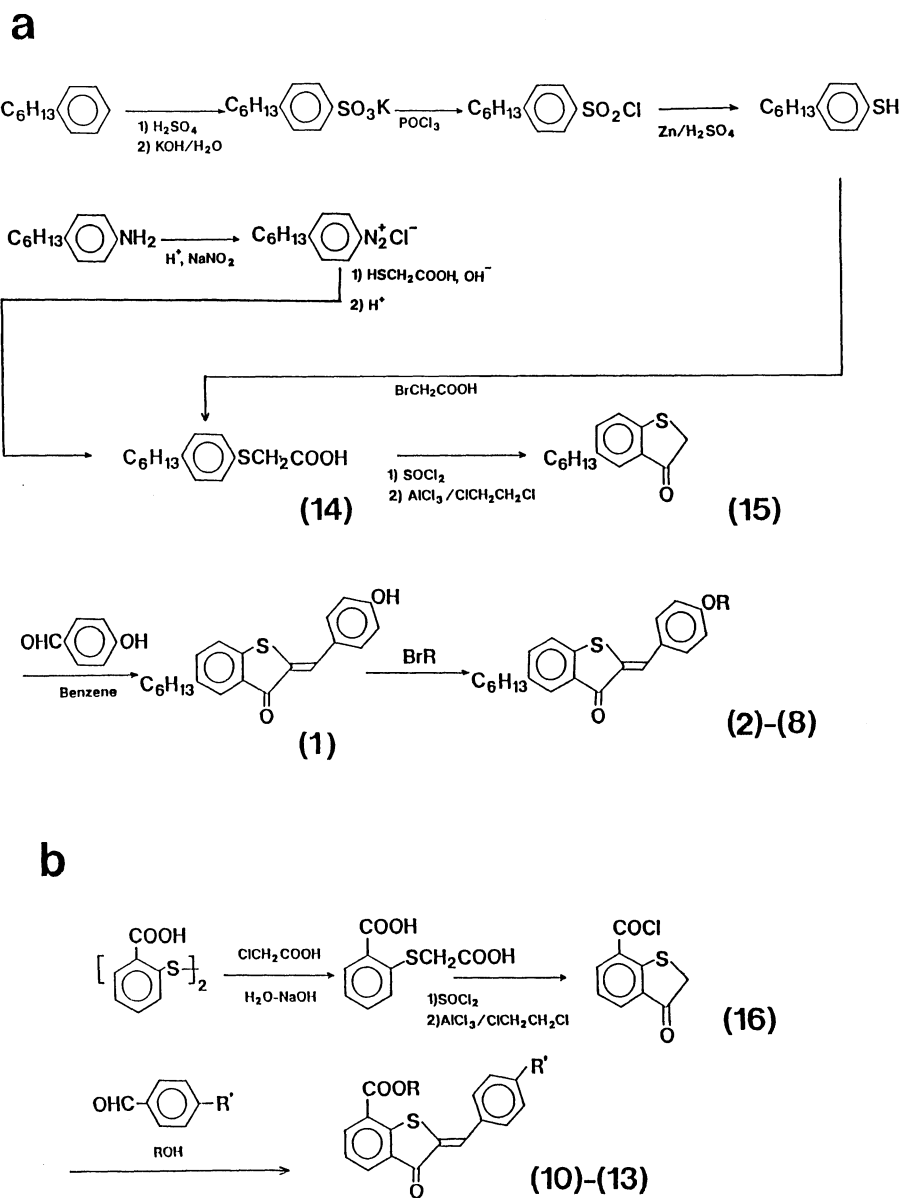 a
C6H13 C6H13 SO3K C6H13 SO2Cl C6H13 SH
1) H2SO4
2) KOH/H2O
POCl3
Zn/H2SO4
C6H13 NH2 C6H13 N2+Cl−
H+, NaNO2
1) HSCH2COOH, OH−
2) H+
BrCH2COOH
C6H13 SCH2COOH
1) SOCl2
2) AlCl3/ClCH2CH2Cl
S
C6H13
O
(14) (15)
OHC OH
Benzene
OH
S
C6H13
O
(1)
BrR
OR
S
C6H13
O
(2)-(8)
b
COOH
[ S- ]2
ClCH2COOH
H2O-NaOH
COOH
SCH2COOH
1)SOCl2
2)AlCl3/ClCH2CH2Cl
COCl
S
O
(16)
OHC R'
ROH
COOR
R'
S
O
(10)-(13)